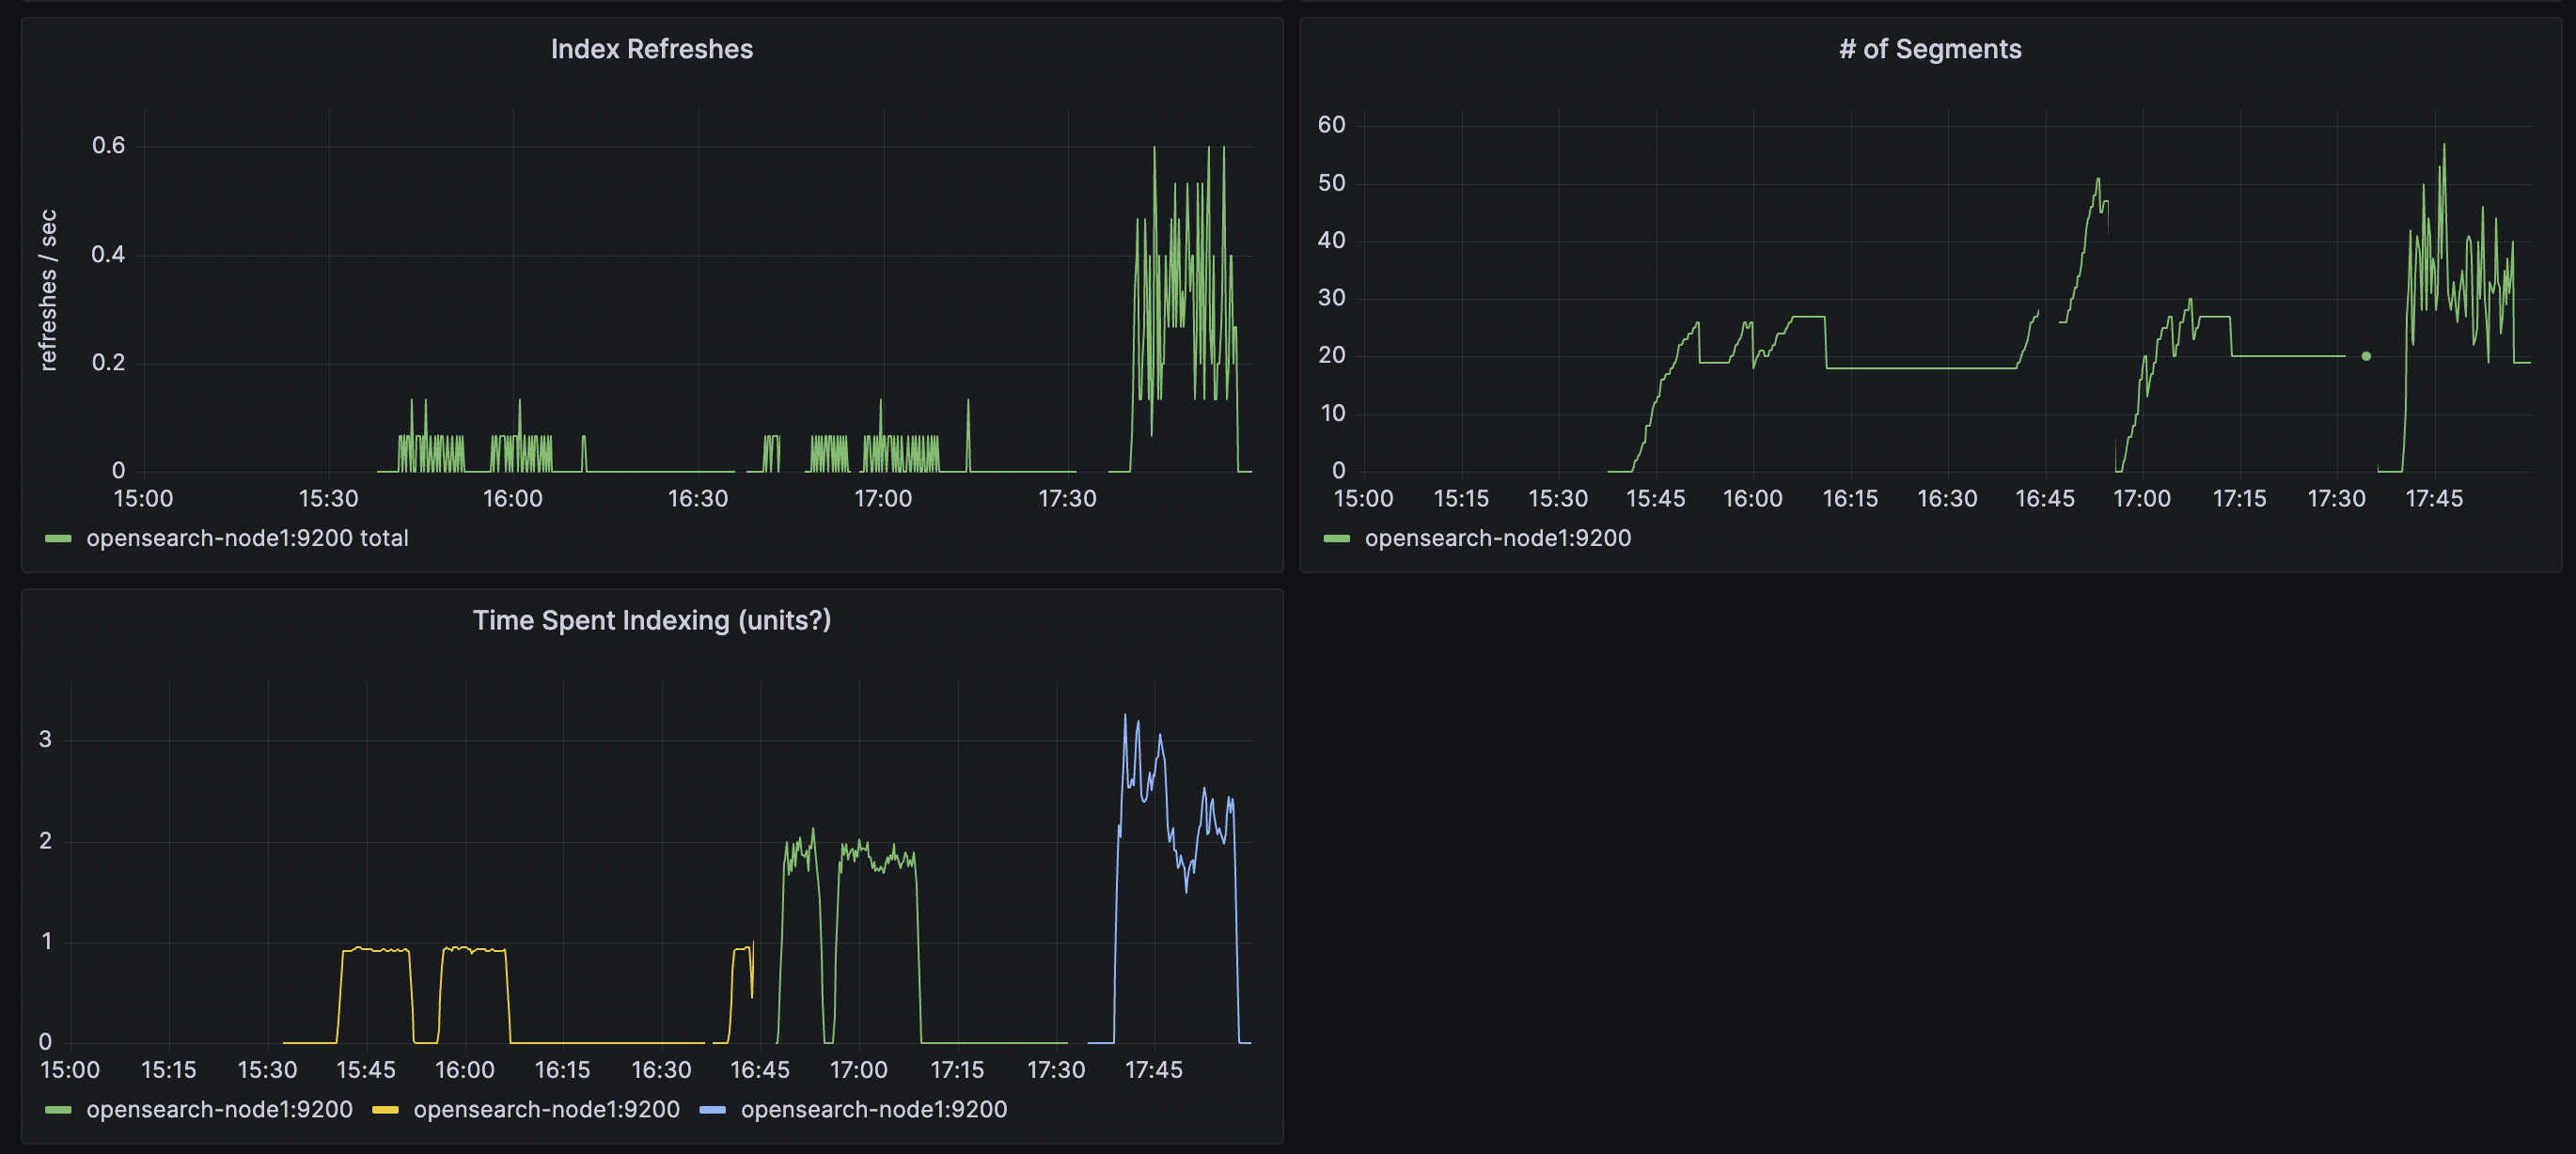 Index Refreshes
refreshes / sec
0.6
0.4
0.2
0
15:00 15:30 16:00 16:30 17:00 17:30
opensearch-node1:9200 total
# of Segments
60
50
40
30
20
10
0
15:00 15:15 15:30 15:45 16:00 16:15 16:30 16:45 17:00 17:15 17:30 17:45
opensearch-node1:9200
Time Spent Indexing (units?)
3
2
1
0
15:00 15:15 15:30 15:45 16:00 16:15 16:30 16:45 17:00 17:15 17:30 17:45
opensearch-node1:9200 opensearch-node1:9200 opensearch-node1:9200